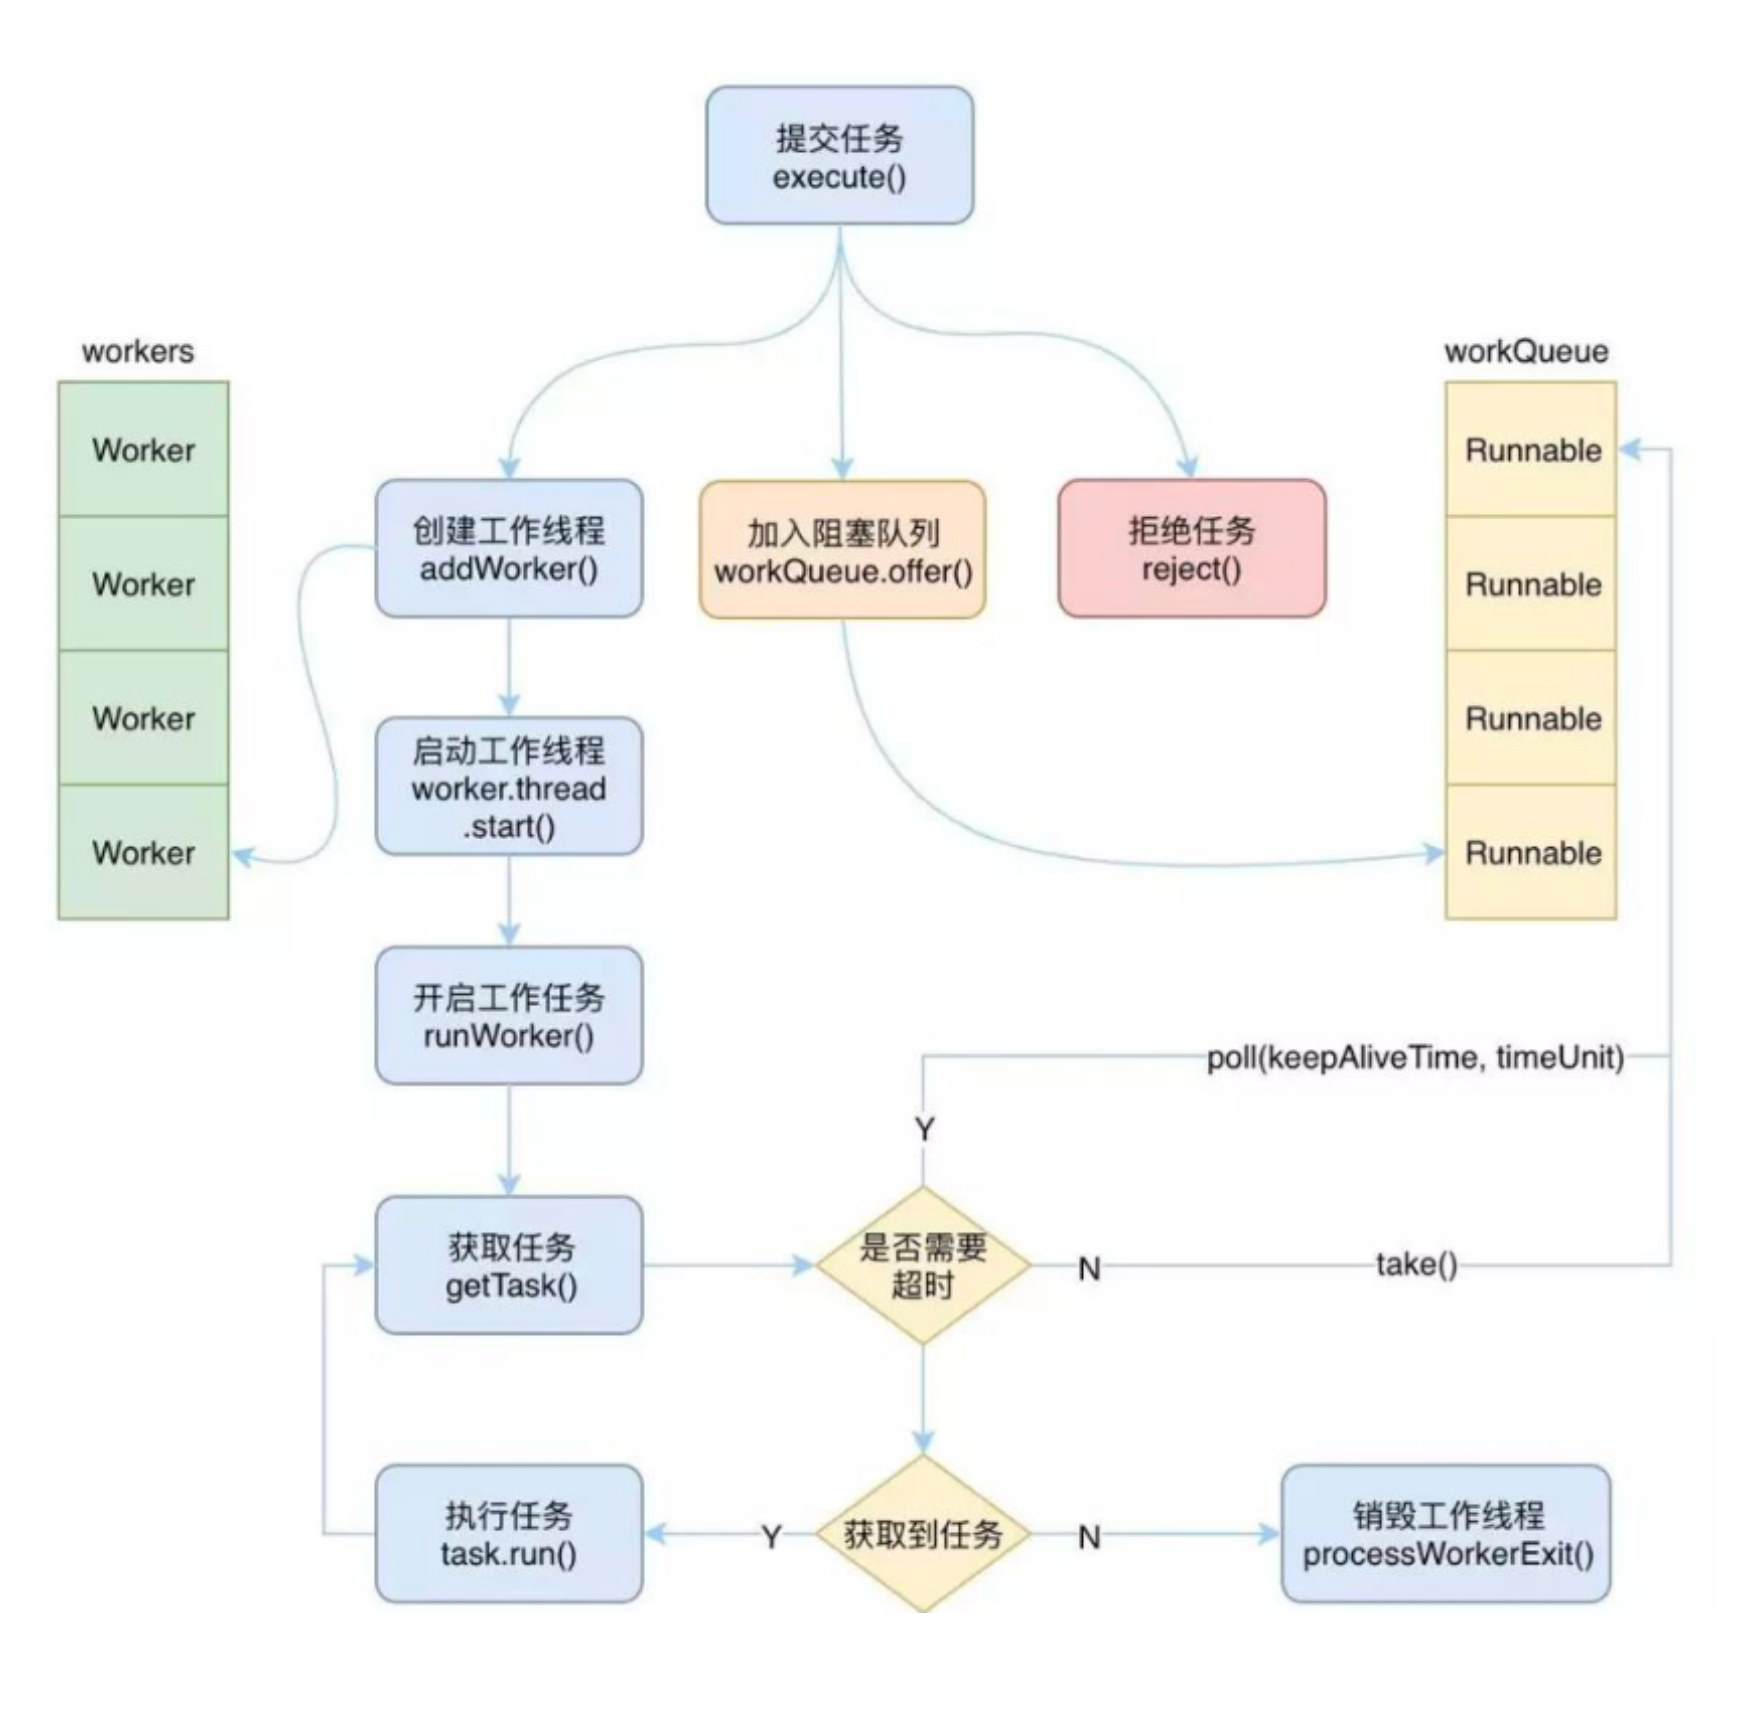 提交任务
execute()
workers
workQueue
Worker
Worker
Worker
Worker
创建工作线程
addWorker()
加入阻塞队列
workQueue.offer()
拒绝任务
reject()
Runnable
Runnable
Runnable
Runnable
启动工作线程
worker.thread
.start()
开启工作任务
runWorker()
poll(keepAliveTime, timeUnit)
Y
获取任务
getTask()
是否需要
超时
N
take()
执行任务
task.run()
Y
获取到任务
N
销毁工作线程
processWorkerExit()